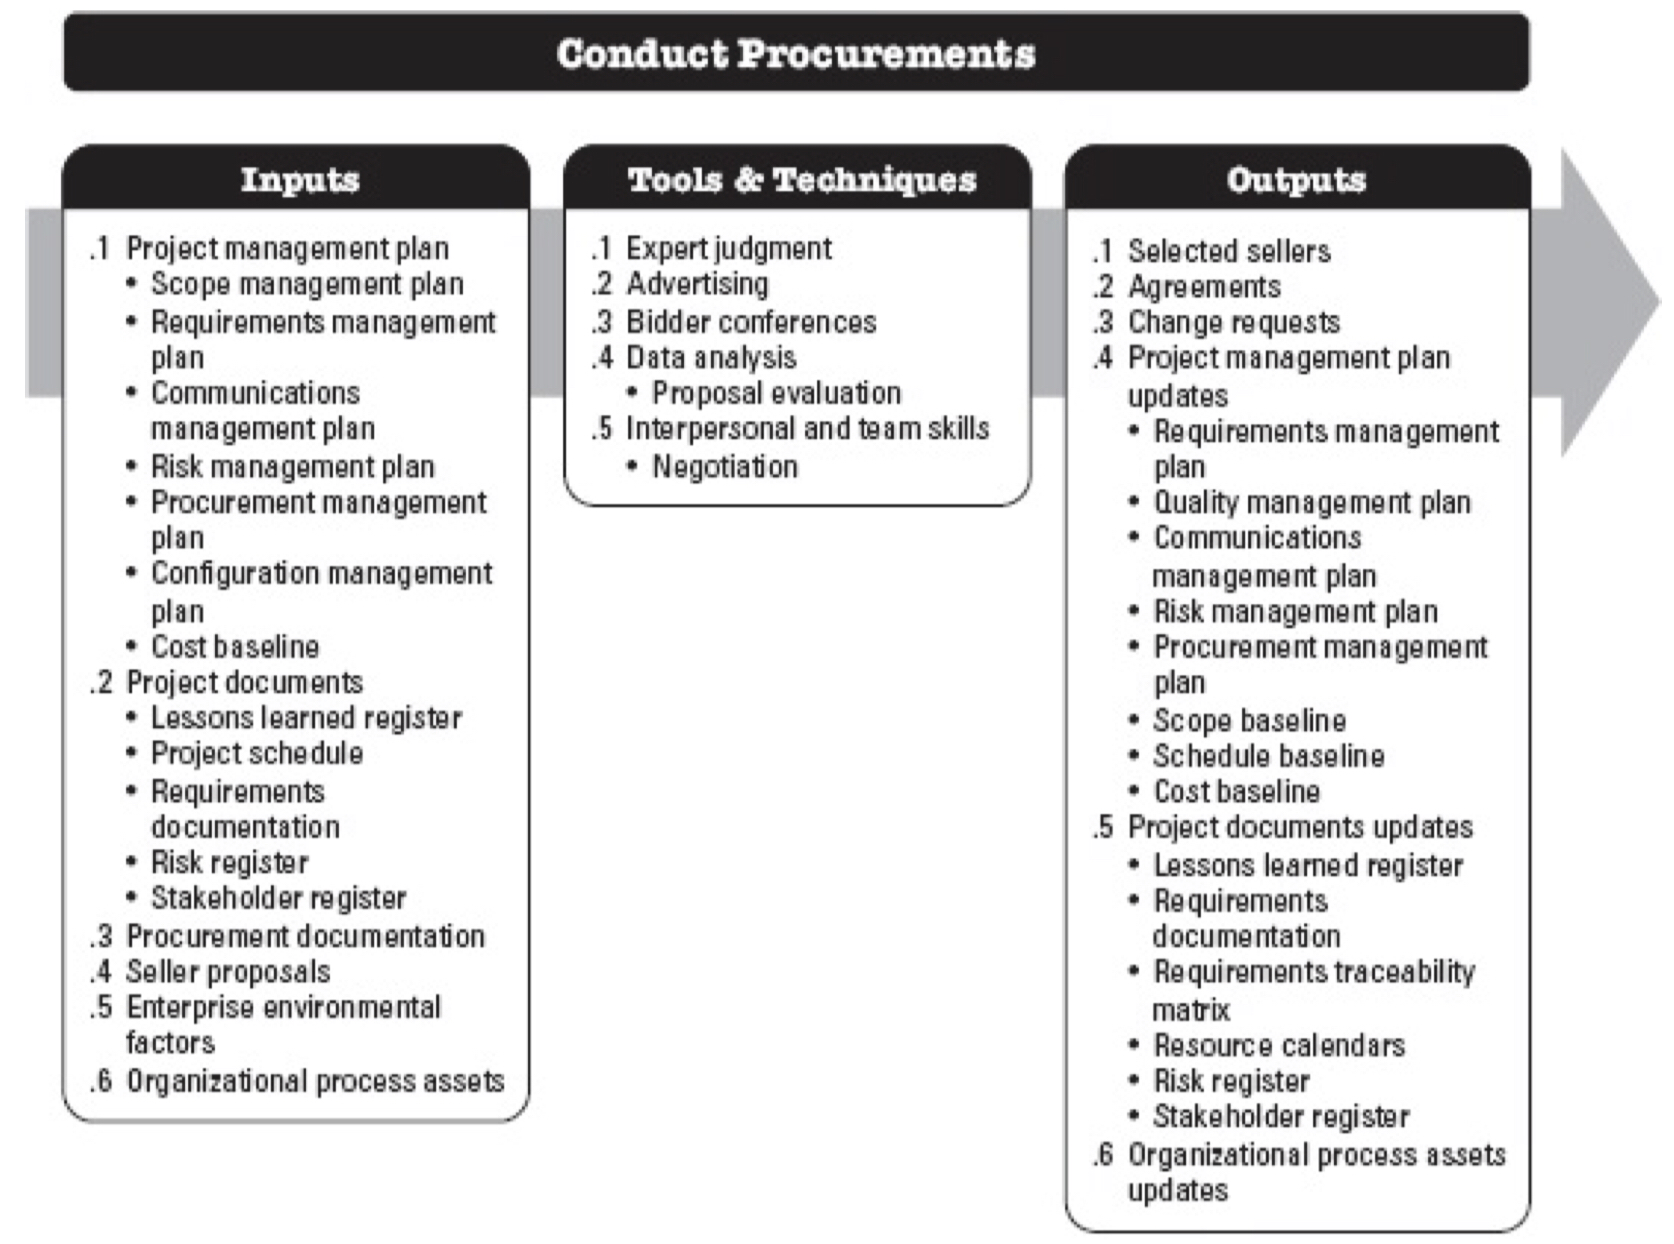 Conduct Procurements
Inputs
.1 Project management plan
• Scope management plan
• Requirements management
plan
• Communications
management plan
• Risk management plan
• Procurement management
plan
• Configuration management
plan
• Cost baseline
.2 Project documents
• Lessons learned register
• Project schedule
• Requirements
documentation
• Risk register
• Stakeholder register
.3 Procurement documentation
.4 Seller proposals
.5 Enterprise environmental
factors
.6 Organizational process assets
Tools & Techniques
.1 Expert judgment
.2 Advertising
.3 Bidder conferences
.4 Data analysis
• Proposal evaluation
.5 Interpersonal and team skills
• Negotiation
Outputs
.1 Selected sellers
.2 Agreements
.3 Change requests
.4 Project management plan
updates
• Requirements management
plan
• Quality management plan
• Communications
management plan
• Risk management plan
• Procurement management
plan
• Scope baseline
• Schedule baseline
• Cost baseline
.5 Project documents updates
• Lessons learned register
• Requirements
documentation
• Requirements traceability
matrix
• Resource calendars
• Risk register
• Stakeholder register
.6 Organizational process assets
updates